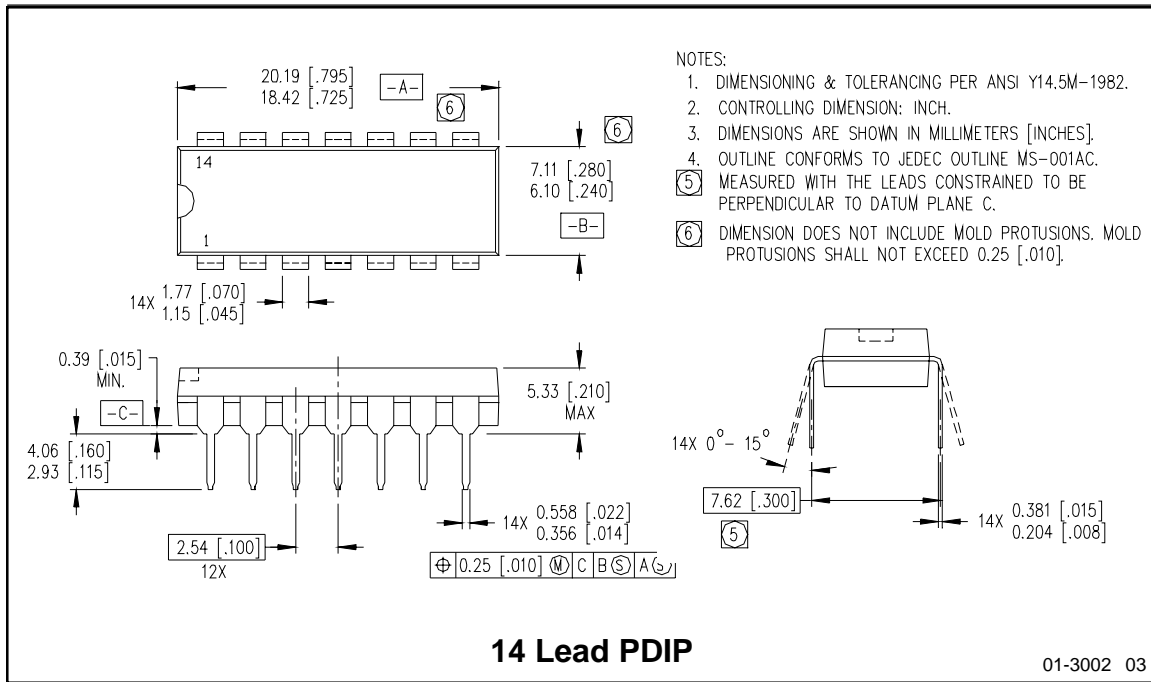 20.19 [.795]
18.42 [.725]
-A-
6
6
14
1
7.11 [.280]
6.10 [.240]
-B-
14X 1.77 [.070]
1.15 [.045]
NOTES:
1. DIMENSIONING & TOLERANCING PER ANSI Y14.5M-1982.
2. CONTROLLING DIMENSION: INCH.
3. DIMENSIONS ARE SHOWN IN MILLIMETERS [INCHES].
4. OUTLINE CONFORMS TO JEDEC OUTLINE MS-001AC.
5 MEASURED WITH THE LEADS CONSTRAINED TO BE
PERPENDICULAR TO DATUM PLANE C.
6 DIMENSION DOES NOT INCLUDE MOLD PROTUSIONS. MOLD
PROTUSIONS SHALL NOT EXCEED 0.25 [.010].
0.39 [.015]
MIN.
-C-
4.06 [.160]
2.93 [.115]
5.33 [.210]
MAX
2.54 [.100]
12X
14X 0.558 [.022]
0.356 [.014]
⌖ 0.25 [.010] Ⓜ C B Ⓢ A Ⓢ
14X 0°- 15°
7.62 [.300]
5
14X 0.381 [.015]
0.204 [.008]
14 Lead PDIP
01-3002 03